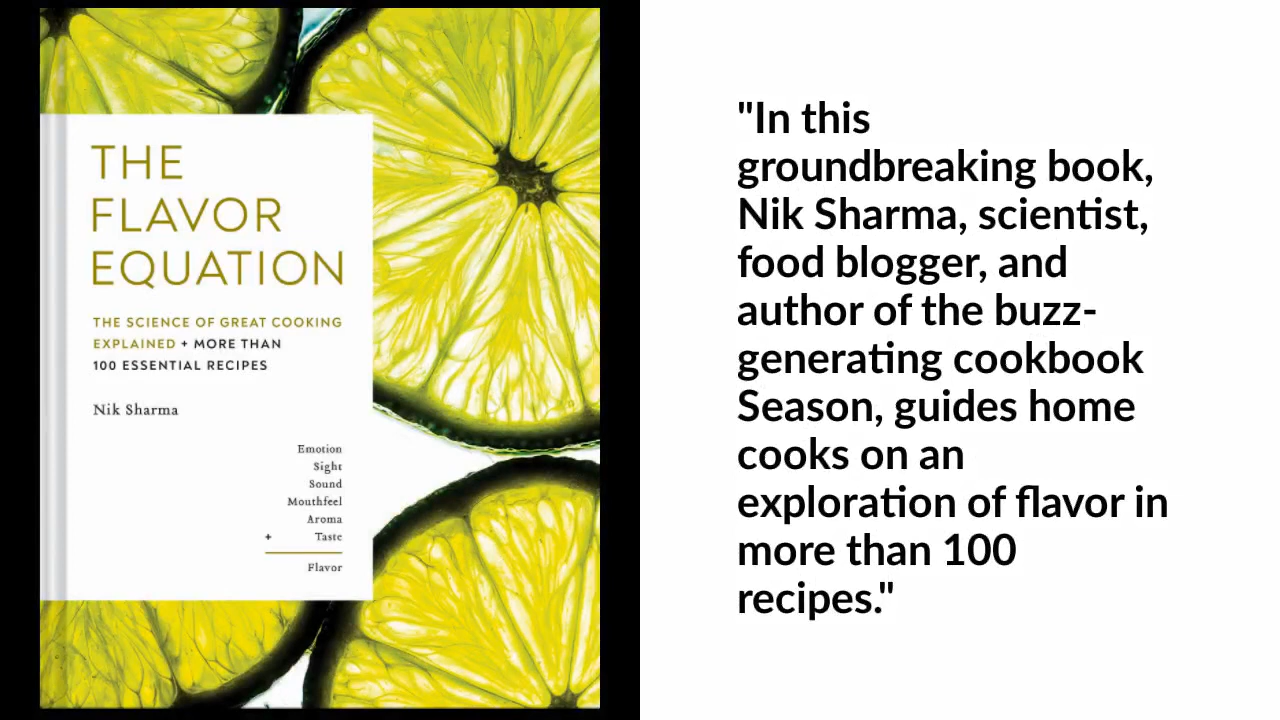 THE
FLAVOR
EQUATION
THE SCIENCE OF GREAT COOKING
EXPLAINED + MORE THAN
100 ESSENTIAL RECIPES
Nik Sharma
Emotion
Sight
Sound
Mouthfeel
Aroma
+ Taste
Flavor
"In this
groundbreaking book,
Nik Sharma, scientist,
food blogger, and
author of the buzz-
generating cookbook
Season, guides home
cooks on an
exploration of flavor in
more than 100
recipes."